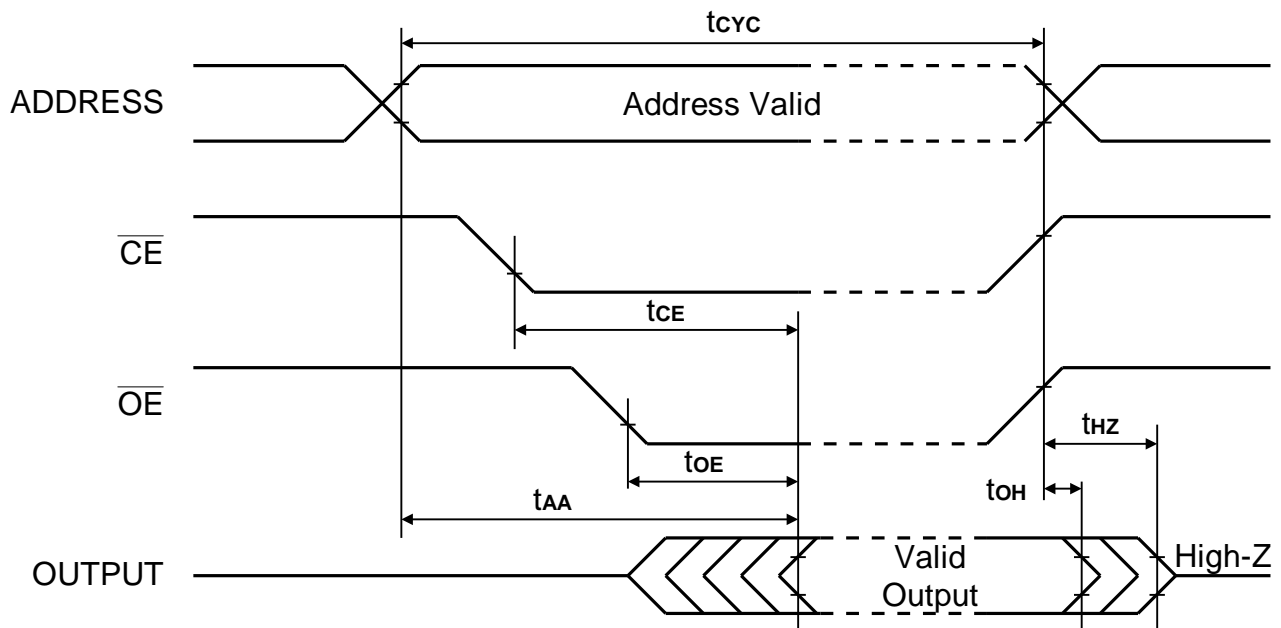 tCYC
ADDRESS
Address Valid
CE
tCE
OE
tHZ
tOE
tOH
tAA
OUTPUT
Valid
Output
High-Z